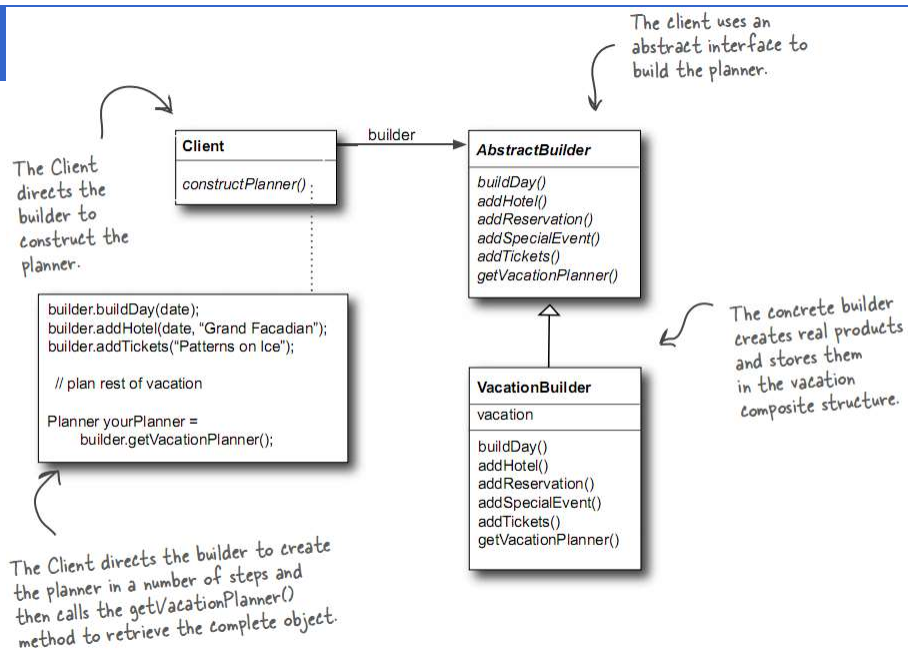 The client uses an
abstract interface to
build the planner.
Client
constructPlanner()
builder
AbstractBuilder
buildDay()
addHotel()
addReservation()
addSpecialEvent()
addTickets()
getVacationPlanner()
The Client
directs the
builder to
construct the
planner.
builder.buildDay(date);
builder.addHotel(date, "Grand Facadian");
builder.addTickets("Patterns on Ice");
// plan rest of vacation
Planner yourPlanner =
builder.getVacationPlanner();
The concrete builder
creates real products
and stores them
in the vacation
composite structure.
VacationBuilder
vacation
buildDay()
addHotel()
addReservation()
addSpecialEvent()
addTickets()
getVacationPlanner()
The Client directs the builder to create
the planner in a number of steps and
then calls the getVacationPlanner()
method to retrieve the complete object.